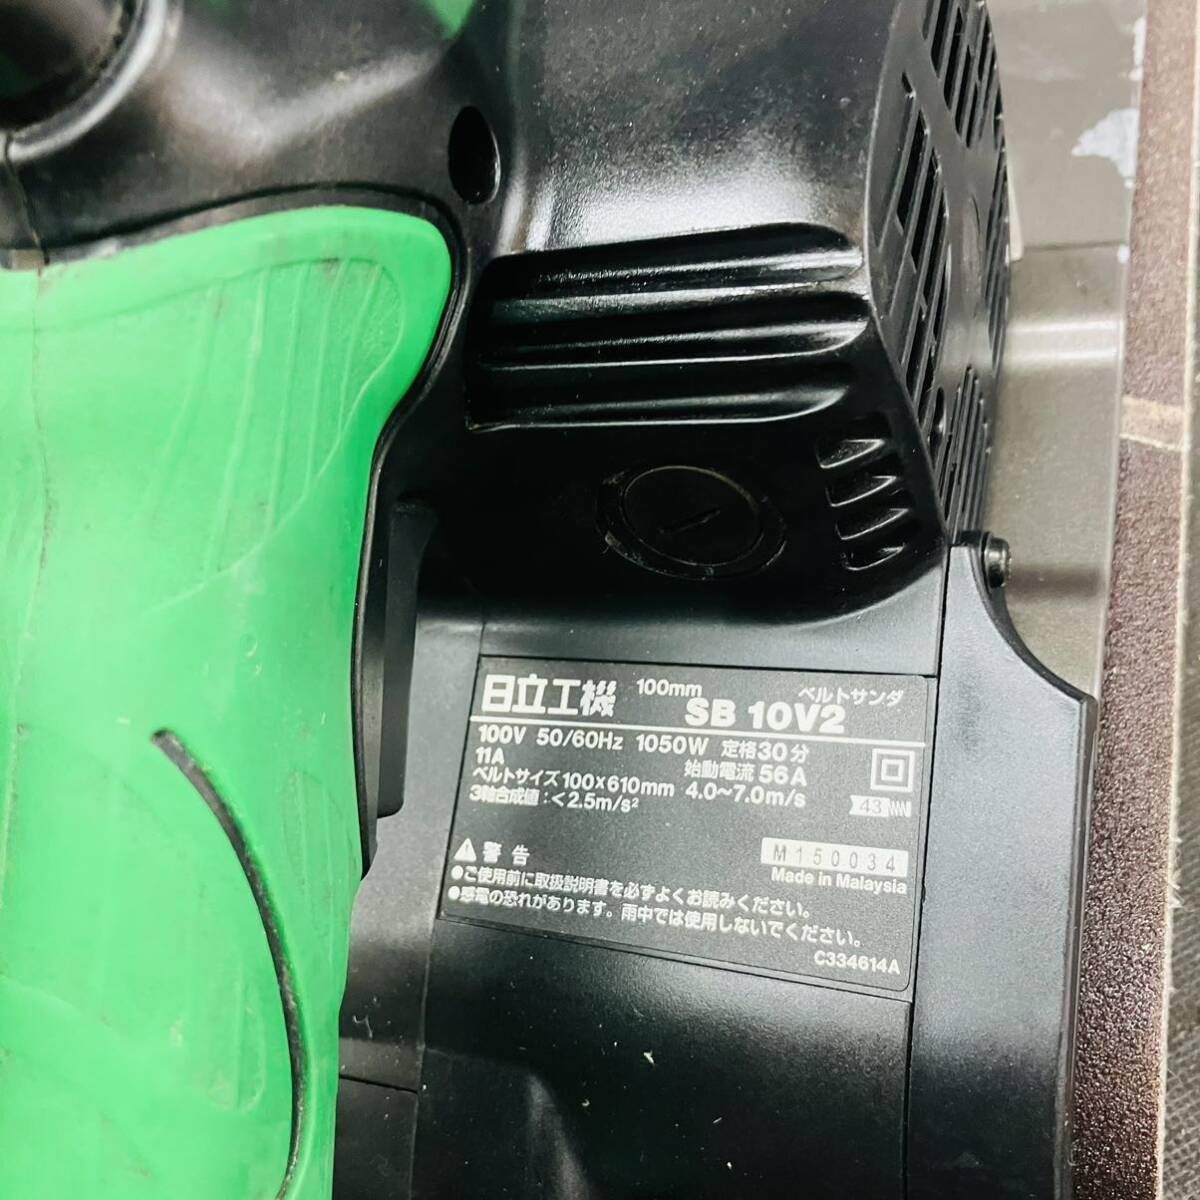 日立工機 100mm ベルトサンダ
SB 10V2
100V 50/60Hz 1050W 定格30分
11A 始動電流 56A
ベルトサイズ 100×610mm 4.0~7.0m/s
3軸合成値:<2.5m/s²
43
警告
M150034
Made in Malaysia
●ご使用前に取扱説明書を必ずよくお読みください。
●感電の恐れがあります。雨中では使用しないでください。
C334614A